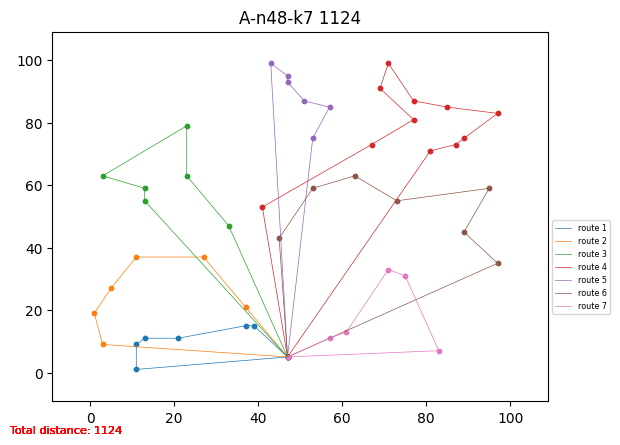 A-n48-k7 1124
100
80
60
40
20
0
0 20 40 60 80 100
route 1
route 2
route 3
route 4
route 5
route 6
route 7
Total distance: 1124